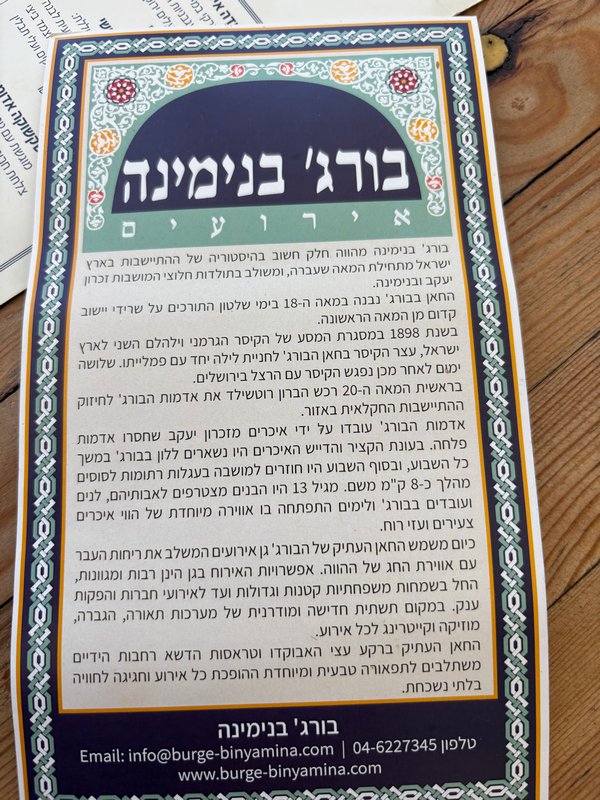 בורג' בנימינה
אירועים
בורג' בנימינה מהווה חלק חשוב בהיסטוריה של ההתיישבות בארץ
ישראל מתחילת המאה שעברה, ומשולב בתולדות חלוצי המושבות זכרון
יעקב ובנימינה.
החאן בבורג' נבנה במאה ה-18 בימי שלטון התורכים על שרידי יישוב
קדום מן המאה הראשונה.
בשנת 1898 במסגרת המסע של הקיסר הגרמני וילהלם השני לארץ
ישראל, עצר הקיסר בחאן הבורג' לחניית לילה יחד עם פמלייתו. שלושה
ימים לאחר מכן נפגש הקיסר עם הרצל בירושלים.
בראשית המאה ה-20 רכש הברון רוטשילד את אדמות הבורג' לחיזוק
ההתיישבות החקלאית באזור.
אדמות הבורג' עובדו על ידי איכרים מזכרון יעקב שחסרו אדמות
פלחה. בעונת הקציר והדייש האיכרים היו נשארים ללון בבורג' במשך
כל השבוע, ובסוף השבוע היו חוזרים למושבה בעגלות רתומות לסוסים
מהלך כ-8 ק"מ משם. מגיל 13 היו הבנים מצטרפים לאבותיהם, לנים
ועובדים בבורג' ולימים התפתחה בו אווירה מיוחדת של הווי איכרים
צעירים ועזי רוח.
כיום משמש החאן העתיק של הבורג' גן אירועים המשלב את ריחות העבר
עם אווירת החג של ההווה. אפשרויות האירוח בגן הינן רבות ומגוונות,
החל בשמחות משפחתיות קטנות וגדולות ועד לאירועי חברות והפקות
ענק. במקום תשתית חדישה ומודרנית של מערכות תאורה, הגברה,
מוזיקה וקייטרינג לכל אירוע.
החאן העתיק ברקע עצי האבוקדו וטראסות הדשא רחבות הידיים
משתלבים לתפאורה טבעית ומיוחדת ההופכת כל אירוע וחגיגה לחוויה
בלתי נשכחת.
בורג' בנימינה
טלפון 04-6227345 | Email: info@burge-binyamina.com
www.burge-binyamina.com